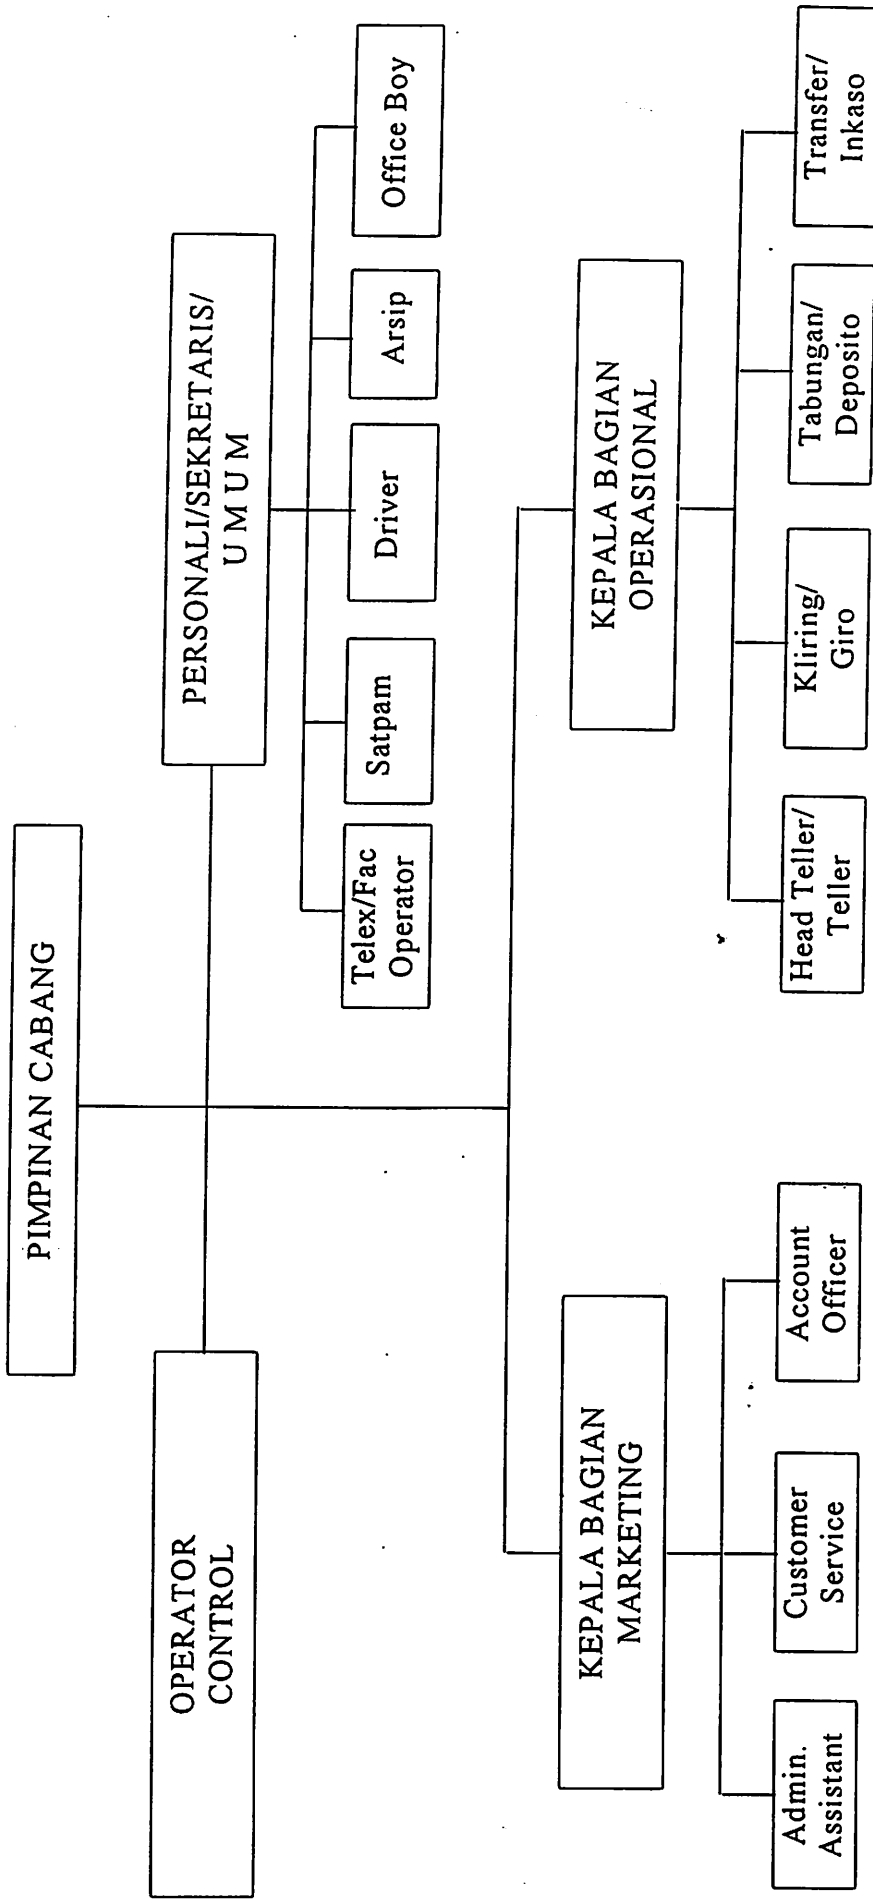 PIMPINAN CABANG
OPERATOR
CONTROL
PERSONALI/SEKRETARIS/
UMUM
Telex/Fac
Operator
Satpam
Driver
Arsip
Office Boy
KEPALA BAGIAN
MARKETING
KEPALA BAGIAN
OPERASIONAL
Admin.
Assistant
Customer
Service
Account
Officer
Head Teller/
Teller
Kliring/
Giro
Tabungan/
Deposito
Transfer/
Inkaso